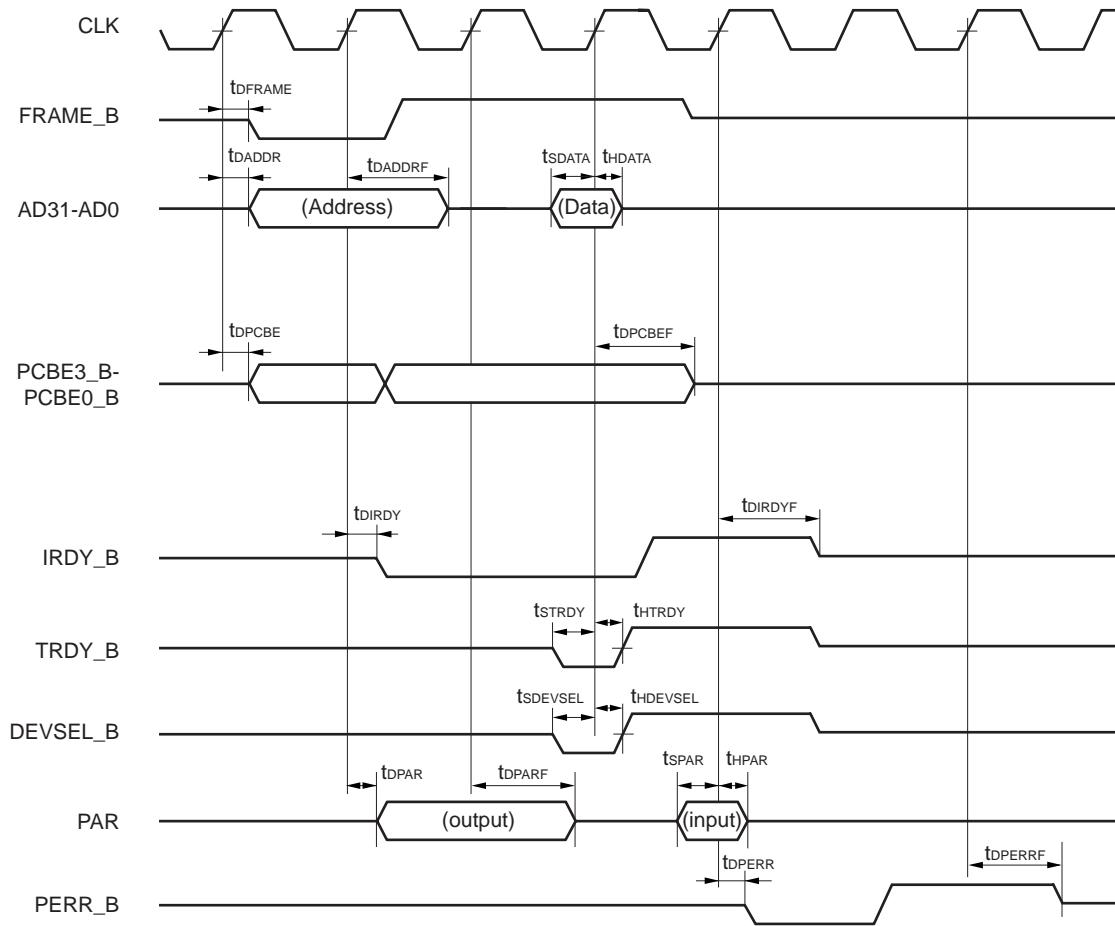 CLK
tDFRAME
FRAME_B
tDADDR
tDADDRF
tSDATA
tHDATA
AD31-AD0
(Address)
(Data)
tDPCBE
tDPCBEF
PCBE3_B-
PCBE0_B
tDIRDY
tDIRDYF
IRDY_B
tSTRDY
tHTRDY
TRDY_B
tSDEVSEL
tHDEVSEL
DEVSEL_B
tDPAR
tDPARF
tSPAR
tHPAR
PAR
(output)
(input)
tDPERR
tDPERRF
PERR_B